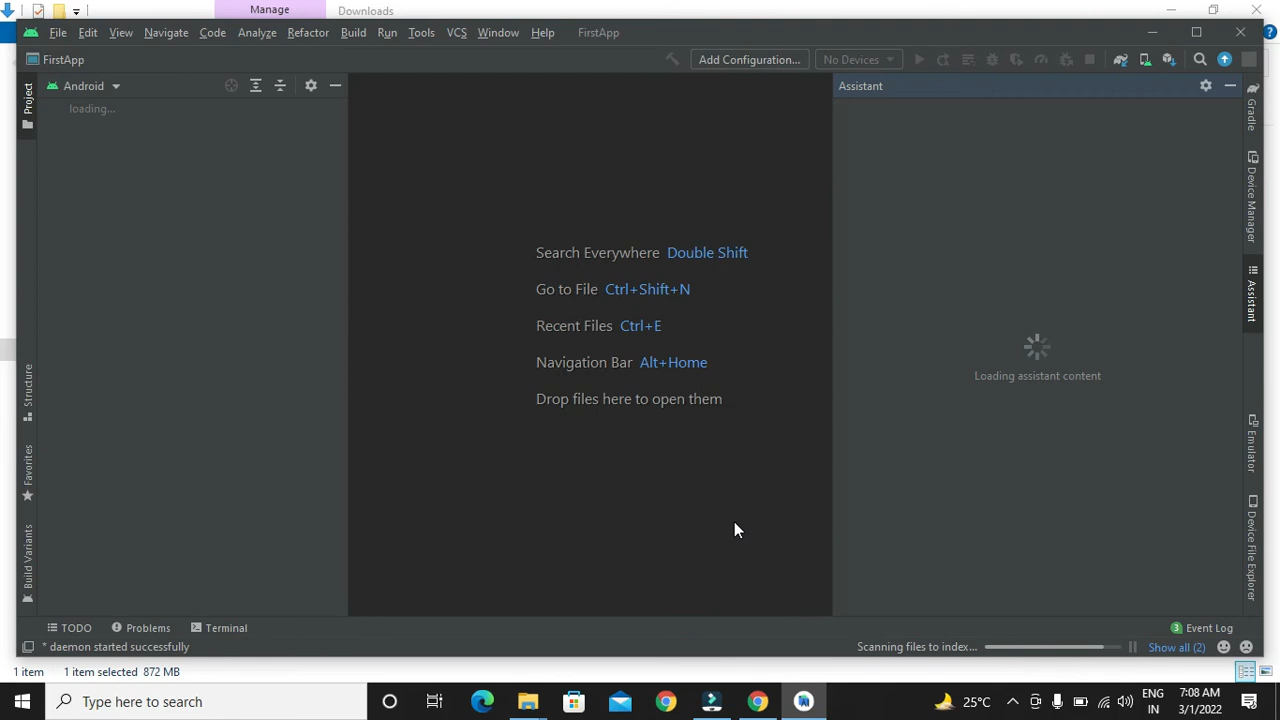 Manage
Downloads
File Edit View Navigate Code Analyze Refactor Build Run Tools VCS Window Help FirstApp
FirstApp
Add Configuration...
No Devices
Project
Android
loading...
Assistant
Gradle
Device Manager
Assistant
Search Everywhere Double Shift
Go to File Ctrl+Shift+N
Recent Files Ctrl+E
Navigation Bar Alt+Home
Drop files here to open them
Loading assistant content
Structure
Favorites
Build Variants
Emulator
Device File Explorer
TODO Problems Terminal
3 Event Log
* daemon started successfully
Scanning files to index...
Show all (2)
1 item 1 item selected 872 MB
Type here to search
25°C
ENG
IN
7:08 AM
3/1/2022